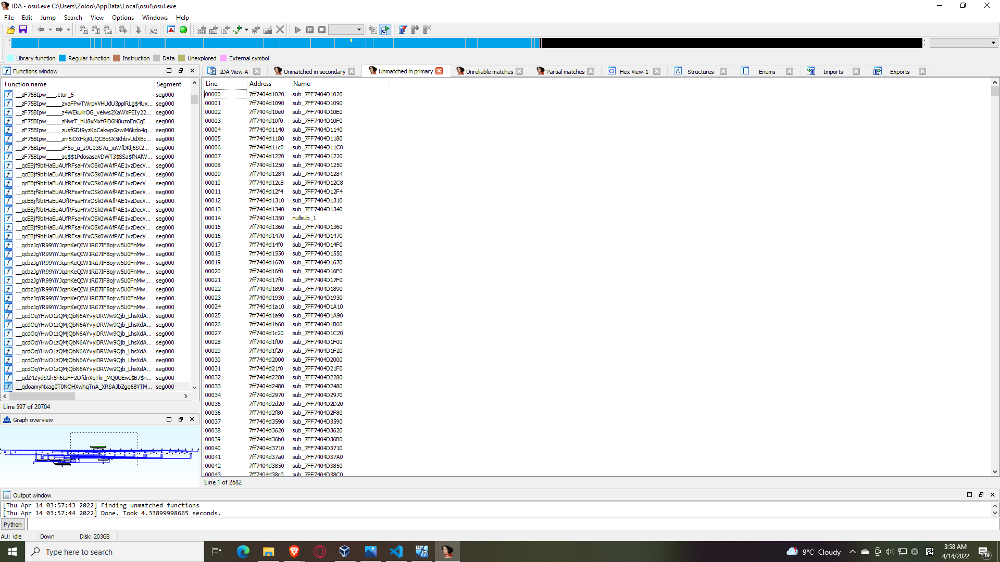 IDA - osu!.exe C:\Users\Zoloo\AppData\Local\osu!\osu!.exe
File Edit Jump Search View Options Windows Help
Library function Regular function Instruction Data Unexplored External symbol
Functions window
Function name Segment
__zF75BIpw___.ctor_5 seg000
__zF75BIpw______zxaFPwTWrpVVHUdU3pplRLg$4Ux... seg000
__zF75BIpw______z4WEkulirOG_veiws2XaWXPEIy22... seg000
__zF75BIpw______zNwrT_hU8xMxfGiD6N8uzoEnCgI... seg000
__zF75BIpw______zusfGDt9yzKoCakwpGzwiM6kdo4g... seg000
__zF75BIpw______zrr6iOXHkjKUQCBoSX5KhbvUdXBc... seg000
__zF75BIpw______zF5o_u_z9C03S7u_juWfDKlj6St2... seg000
__zF75BIpw______zq$$1PdosasaVDWT3$SSa$fNAlW... seg000
__qcEBjf9btHaEuAUfRFsaHYxOSk0WAfPAE1vzDecV... seg000
__qcEBjf9btHaEuAUfRFsaHYxOSk0WAfPAE1vzDecV... seg000
__qcEBjf9btHaEuAUfRFsaHYxOSk0WAfPAE1vzDecV... seg000
__qcEBjf9btHaEuAUfRFsaHYxOSk0WAfPAE1vzDecV... seg000
__qcEBjf9btHaEuAUfRFsaHYxOSk0WAfPAE1vzDecV... seg000
__qcEBjf9btHaEuAUfRFsaHYxOSk0WAfPAE1vzDecV... seg000
__qcEBjf9btHaEuAUfRFsaHYxOSk0WAfPAE1vzDecV... seg000
__qcEBjf9btHaEuAUfRFsaHYxOSk0WAfPAE1vzDecV... seg000
__qcEBjf9btHaEuAUfRFsaHYxOSk0WAfPAE1vzDecV... seg000
__qcbzJgYR99YiYJqznKeQIW1RiI7IF8ojrw5U0FnMw... seg000
__qcbzJgYR99YiYJqznKeQIW1RiI7IF8ojrw5U0FnMw... seg000
__qcbzJgYR99YiYJqznKeQIW1RiI7IF8ojrw5U0FnMw... seg000
__qcbzJgYR99YiYJqznKeQIW1RiI7IF8ojrw5U0FnMw... seg000
__qcbzJgYR99YiYJqznKeQIW1RiI7IF8ojrw5U0FnMw... seg000
__qcbzJgYR99YiYJqznKeQIW1RiI7IF8ojrw5U0FnMw... seg000
__qcbzJgYR99YiYJqznKeQIW1RiI7IF8ojrw5U0FnMw... seg000
__qcbzJgYR99YiYJqznKeQIW1RiI7IF8ojrw5U0FnMw... seg000
__qcdOqYHwO1zQMjQbN6AYvyiDRWw9Qjb_LhsXdA... seg000
__qcdOqYHwO1zQMjQbN6AYvyiDRWw9Qjb_LhsXdA... seg000
__qcdOqYHwO1zQMjQbN6AYvyiDRWw9Qjb_LhsXdA... seg000
__qcdOqYHwO1zQMjQbN6AYvyiDRWw9Qjb_LhsXdA... seg000
__qcdOqYHwO1zQMjQbN6AYvyiDRWw9Qjb_LhsXdA... seg000
__qcdOqYHwO1zQMjQbN6AYvyiDRWw9Qjb_LhsXdA... seg000
__qcdOqYHwO1zQMjQbN6AYvyiDRWw9Qjb_LhsXdA... seg000
__qdZ4ZydSGh5h6IzFF2OfdnXqTkr_MQ0UEwI$B7$n... seg000
__qdoamyNxag0T0NOHXwhqTnA_XRSAJbZgq68YTM... seg000
Line 597 of 20704
Graph overview
IDA View-A Unmatched in secondary Unmatched in primary Unreliable matches Partial matches Hex View-1 Structures Enums Imports Exports
Line Address Name
00000 7ff7404d1020 sub_7FF7404D1020
00001 7ff7404d1090 sub_7FF7404D1090
00002 7ff7404d10e0 sub_7FF7404D10E0
00003 7ff7404d10f0 sub_7FF7404D10F0
00004 7ff7404d1140 sub_7FF7404D1140
00005 7ff7404d1180 sub_7FF7404D1180
00006 7ff7404d11c0 sub_7FF7404D11C0
00007 7ff7404d1220 sub_7FF7404D1220
00008 7ff7404d1250 sub_7FF7404D1250
00009 7ff7404d1284 sub_7FF7404D1284
00010 7ff7404d12c8 sub_7FF7404D12C8
00011 7ff7404d12f4 sub_7FF7404D12F4
00012 7ff7404d1310 sub_7FF7404D1310
00013 7ff7404d1340 sub_7FF7404D1340
00014 7ff7404d1350 nullsub_1
00015 7ff7404d1360 sub_7FF7404D1360
00016 7ff7404d1470 sub_7FF7404D1470
00017 7ff7404d14f0 sub_7FF7404D14F0
00018 7ff7404d1550 sub_7FF7404D1550
00019 7ff7404d1670 sub_7FF7404D1670
00020 7ff7404d16f0 sub_7FF7404D16F0
00021 7ff7404d17f0 sub_7FF7404D17F0
00022 7ff7404d1890 sub_7FF7404D1890
00023 7ff7404d1930 sub_7FF7404D1930
00024 7ff7404d1a10 sub_7FF7404D1A10
00025 7ff7404d1a90 sub_7FF7404D1A90
00026 7ff7404d1b60 sub_7FF7404D1B60
00027 7ff7404d1c20 sub_7FF7404D1C20
00028 7ff7404d1f00 sub_7FF7404D1F00
00029 7ff7404d1f20 sub_7FF7404D1F20
00030 7ff7404d2000 sub_7FF7404D2000
00031 7ff7404d21f0 sub_7FF7404D21F0
00032 7ff7404d2280 sub_7FF7404D2280
00033 7ff7404d2480 sub_7FF7404D2480
00034 7ff7404d2970 sub_7FF7404D2970
00035 7ff7404d2d20 sub_7FF7404D2D20
00036 7ff7404d2f80 sub_7FF7404D2F80
00037 7ff7404d3590 sub_7FF7404D3590
00038 7ff7404d3620 sub_7FF7404D3620
00039 7ff7404d36b0 sub_7FF7404D36B0
00040 7ff7404d3710 sub_7FF7404D3710
00041 7ff7404d37a0 sub_7FF7404D37A0
00042 7ff7404d3850 sub_7FF7404D3850
00043 7ff7404d38c0 sub_7FF7404D38C0
Line 1 of 2682
Output window
[Thu Apr 14 03:57:43 2022] Finding unmatched functions
[Thu Apr 14 03:57:44 2022] Done. Took 4.33899998665 seconds.
Python
AU: idle Down Disk: 203GB
Type here to search
9°C Cloudy
한
3:58 AM
4/14/2022
19